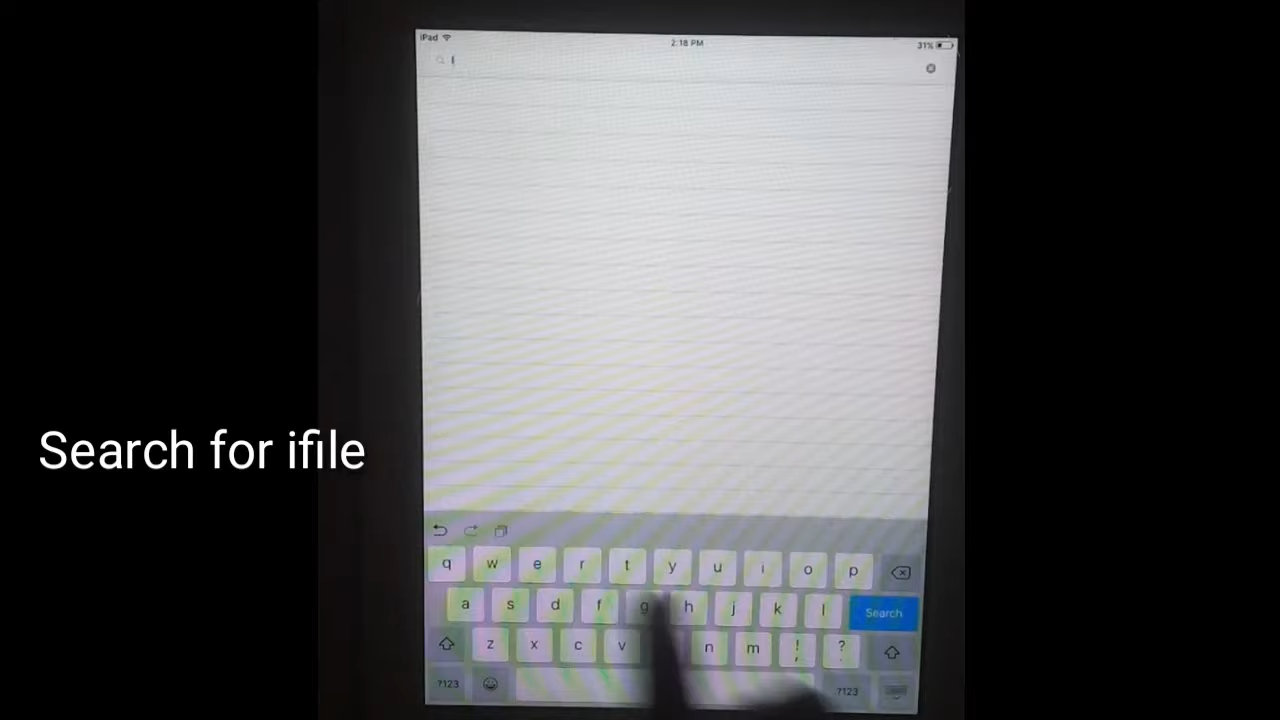 iPad
2:18 PM
31%
Search for ifile
q w e r t y u i o p
a s d f g h j k l Search
z x c v n m ! , ? .
?123 ?123